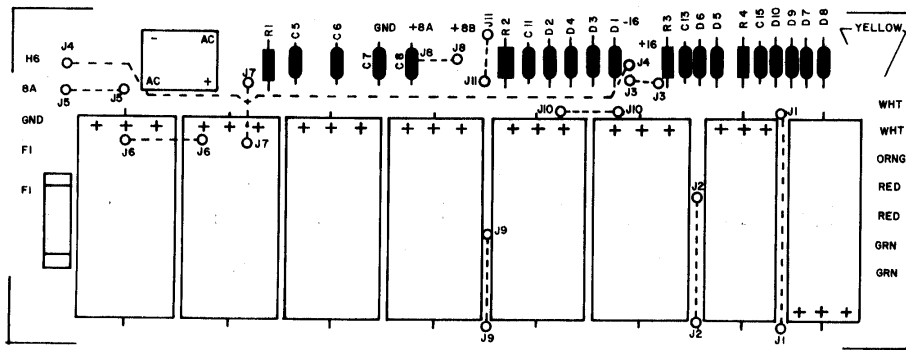 H6
J4
-
AC
AC
+
8A
J5
J5
GND
F1
F1
J7
R1
C5
C6
GND
C7
+8A
C8
J8
+8B
J8
J11
J11
R2
C11
D2
D4
D3
D1
-16
+16
J4
J3
J3
R3
C13
D6
D5
R4
C15
D10
D9
D7
D8
YELLOW
J10
J10
J1
WHT
WHT
ORNG
RED
RED
GRN
GRN
+ + +
+ + +
+ + +
+ + +
+ + +
+ + +
+ + +
J6
J6
J7
J2
J9
J9
J2
J1
+ + +